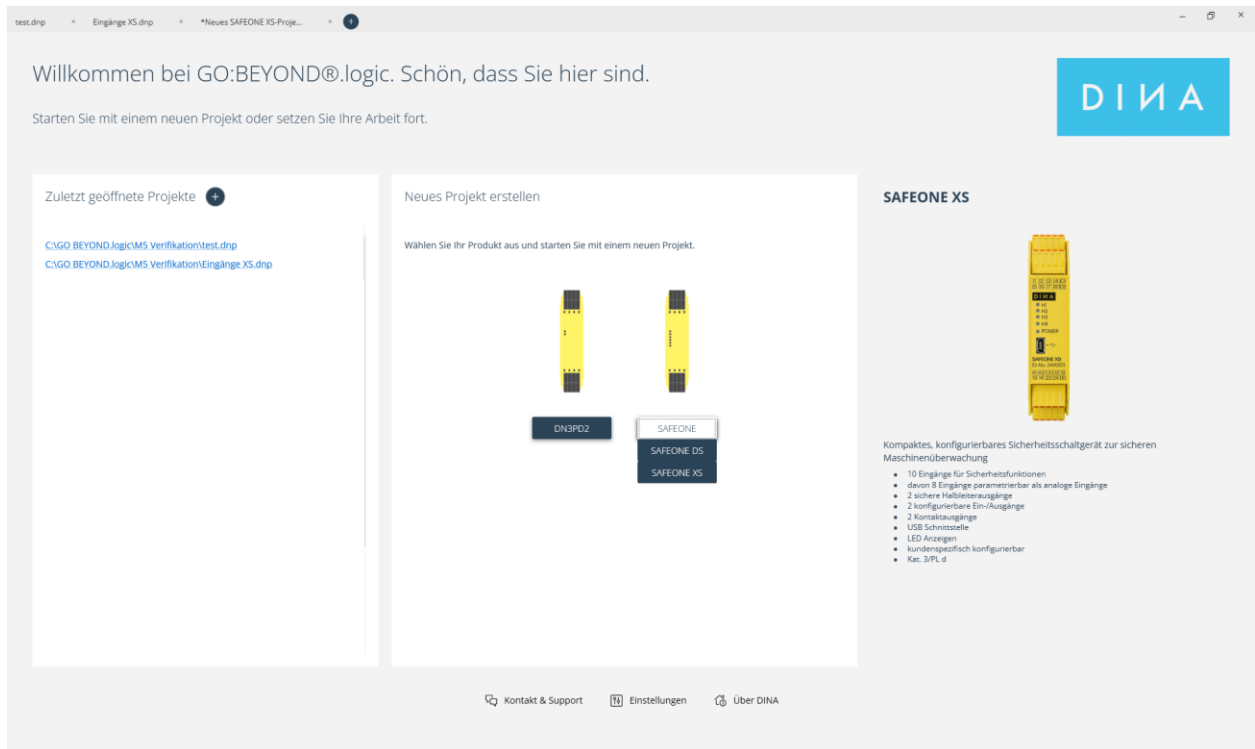 test.dnp × Eingänge XS.dnp × *Neues SAFEONE XS-Proje... × +
Willkommen bei GO:BEYOND®.logic. Schön, dass Sie hier sind.
DINA
Starten Sie mit einem neuen Projekt oder setzen Sie Ihre Arbeit fort.
Zuletzt geöffnete Projekte +
C:\GO BEYOND.logic\M5 Verifikation\test.dnp
C:\GO BEYOND.logic\M5 Verifikation\Eingänge XS.dnp
Neues Projekt erstellen
Wählen Sie Ihr Produkt aus und starten Sie mit einem neuen Projekt.
DN3PD2
SAFEONE
SAFEONE DS
SAFEONE XS
SAFEONE XS
DINA
POWER
SAFEONE XS
Kompaktes, konfigurierbares Sicherheitsschaltgerät zur sicheren
Maschinenüberwachung
• 10 Eingänge für Sicherheitsfunktionen
• davon 8 Eingänge parametrierbar als analoge Eingänge
• 2 sichere Halbleiterausgänge
• 2 konfigurierbare Ein-/Ausgänge
• 2 Kontaktausgänge
• USB Schnittstelle
• LED Anzeigen
• kundenspezifisch konfigurierbar
• Kat. 3/PL d
Kontakt & Support
Einstellungen
Über DINA